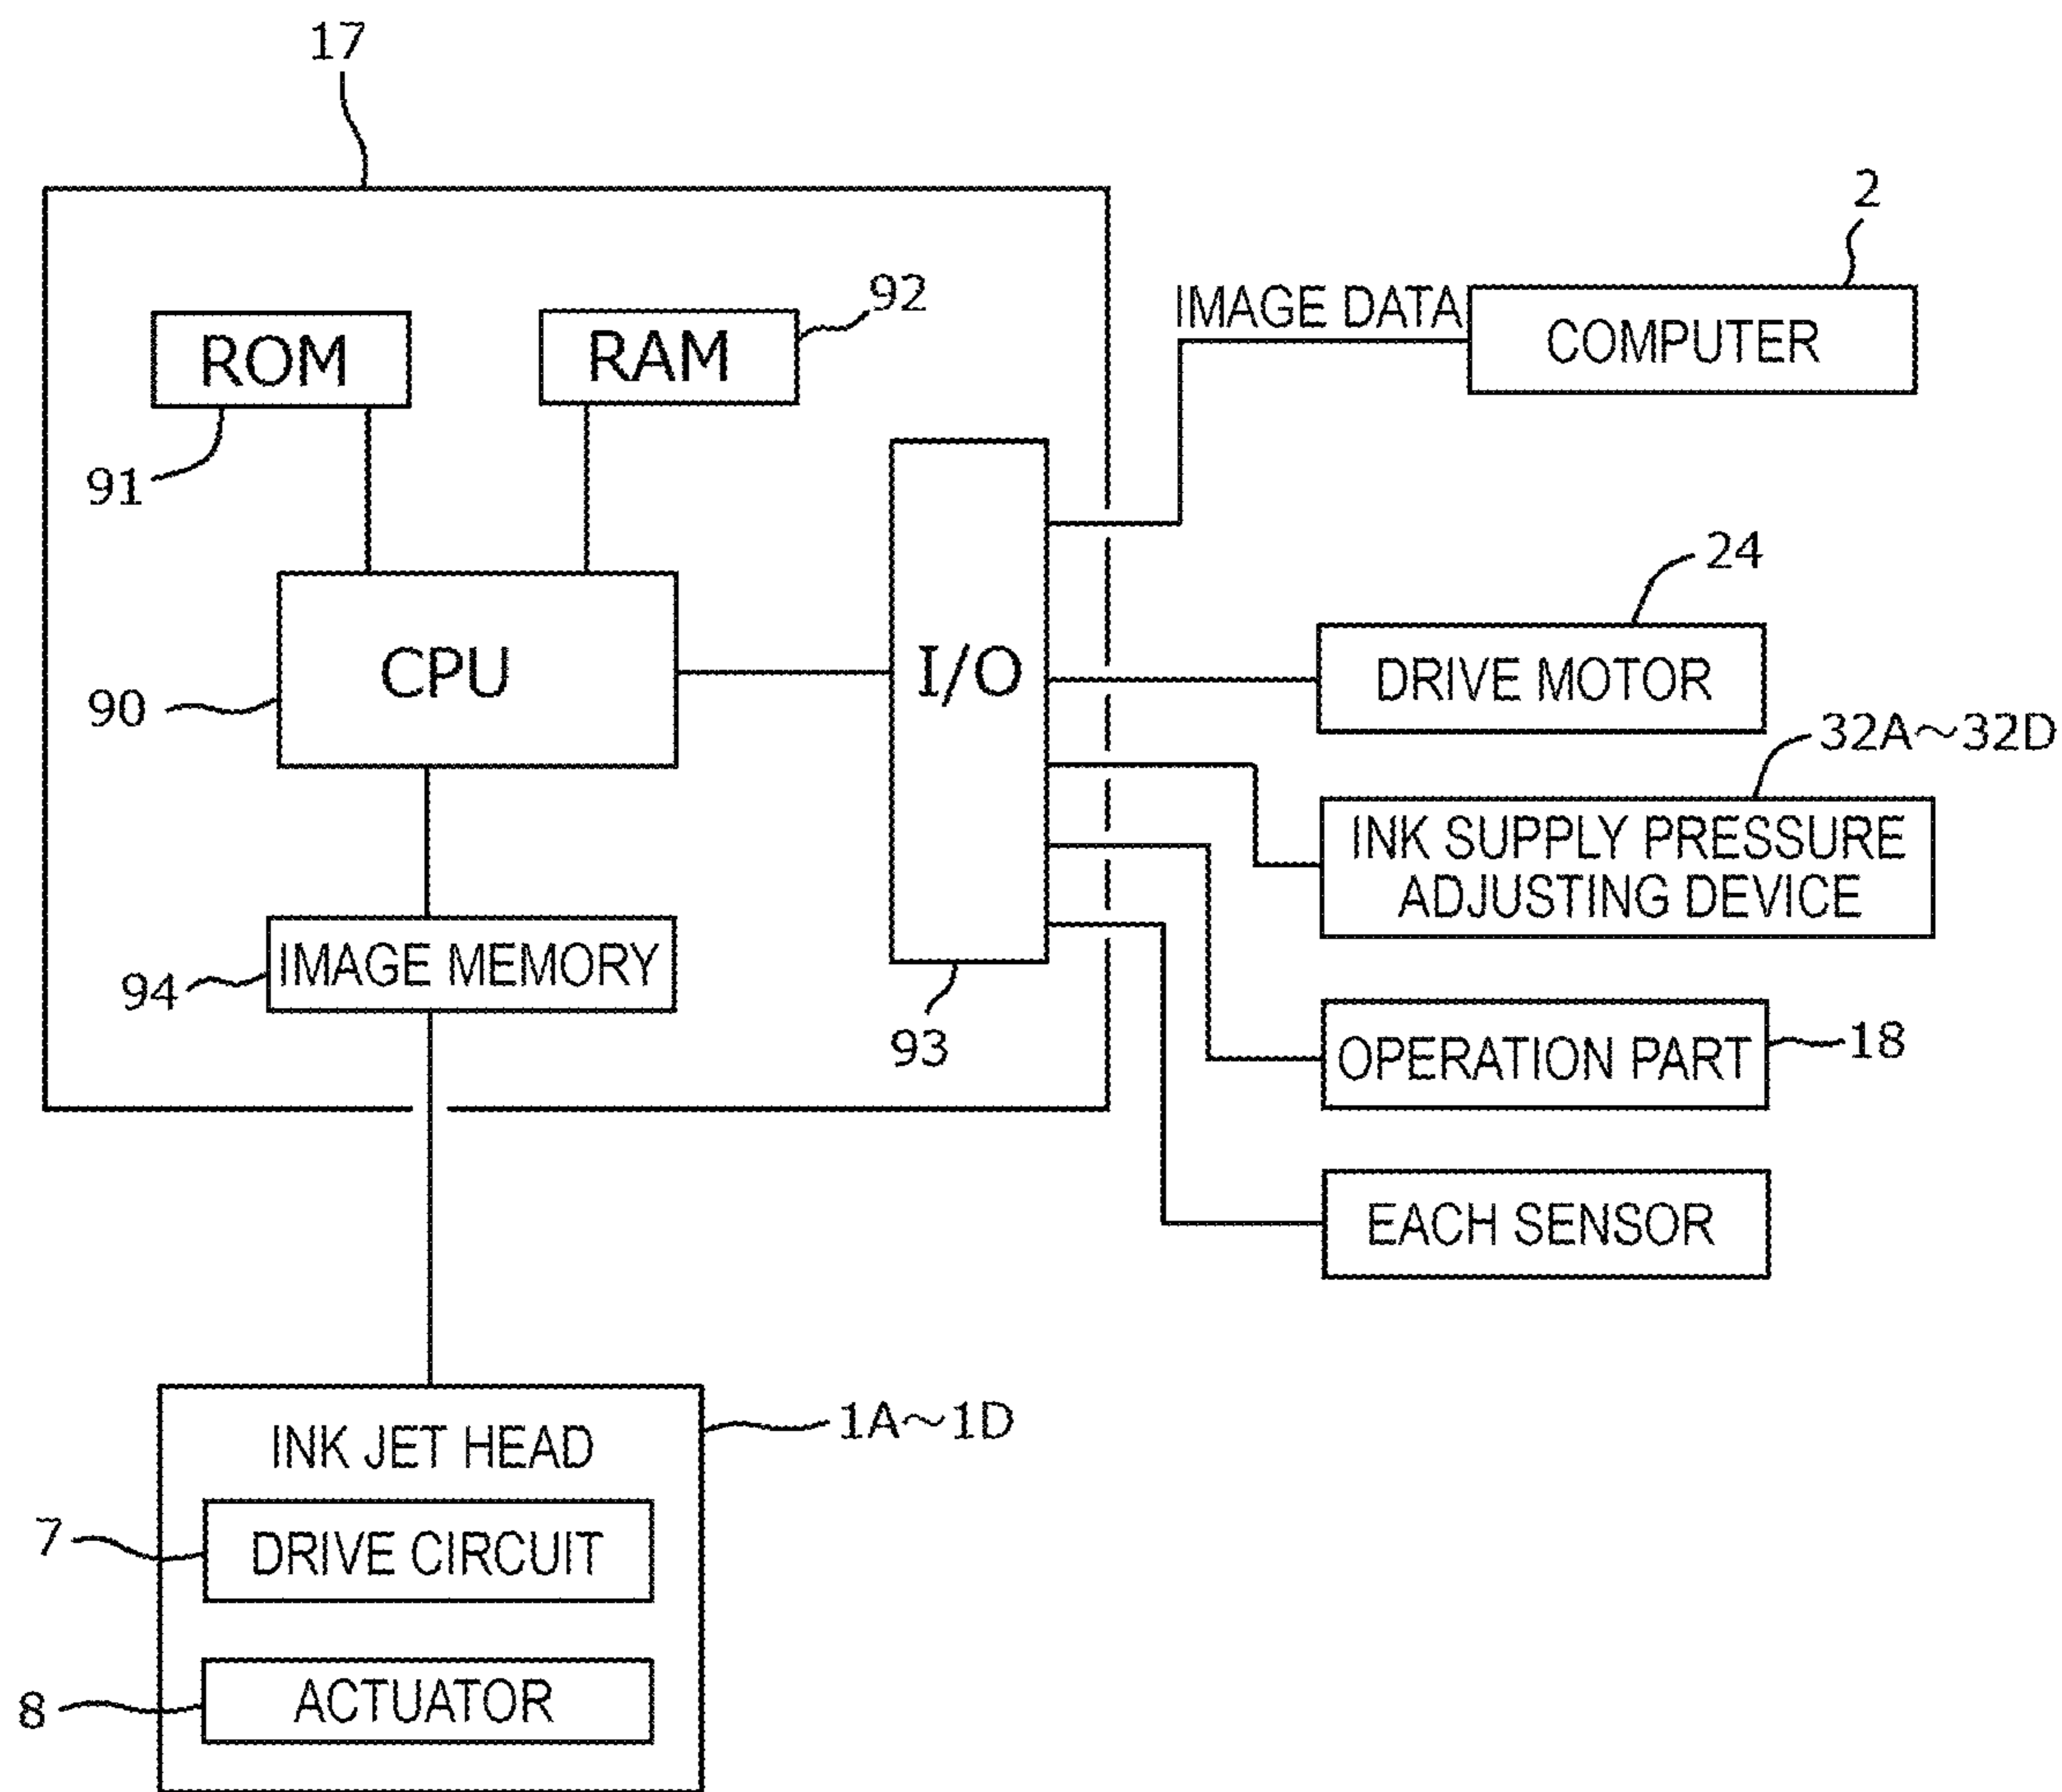 17
2
92
IMAGE DATA
COMPUTER
ROM
RAM
91
24
I/O
CPU
DRIVE MOTOR
90
32A~32D
INK SUPPLY PRESSURE
ADJUSTING DEVICE
IMAGE MEMORY
94
93
OPERATION PART
18
EACH SENSOR
1A~1D
INK JET HEAD
7
DRIVE CIRCUIT
8
ACTUATOR